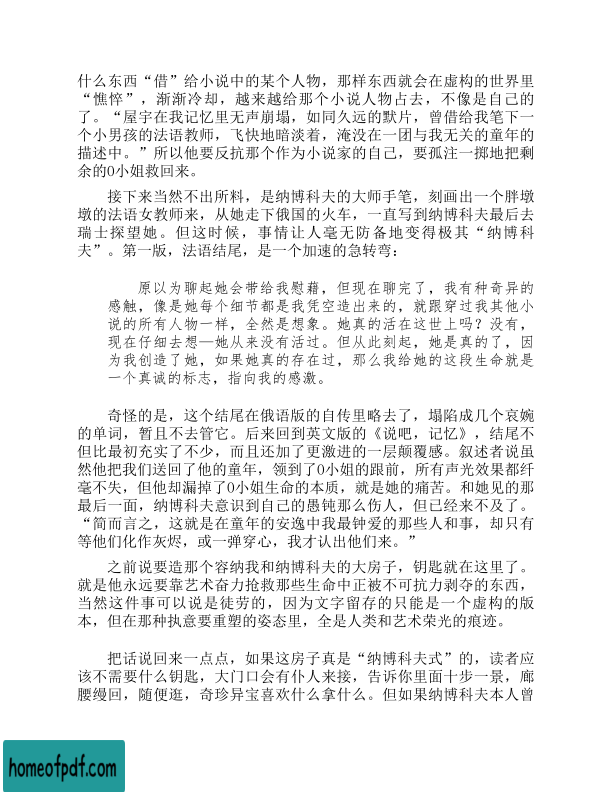 什么东西“借”给小说中的某个人物，那样东西就会在虚构的世界里
“憔悴”，渐渐冷却，越来越给那个小说人物占去，不像是自己的
了。“屋宇在我记忆里无声崩塌，如同久远的默片，曾借给我笔下一
个小男孩的法语教师，飞快地暗淡着，淹没在一团与我无关的童年的
描述中。”所以他要反抗那个作为小说家的自己，要孤注一掷地把剩
余的O小姐救回来。
接下来当然不出所料，是纳博科夫的大师手笔，刻画出一个胖墩
墩的法语女教师来，从她走下俄国的火车，一直写到纳博科夫最后去
瑞士探望她。但这时候，事情让人毫无防备地变得极其“纳博科
夫”。第一版，法语结尾，是一个加速的急转弯：
原以为聊起她会带给我慰藉，但现在聊完了，我有种奇异的
感触，像是她每个细节都是我凭空造出来的，就跟穿过我其他小
说的所有人物一样，全然是想象。她真的活在这世上吗？没有，
现在仔细去想—她从来没有活过。但从此刻起，她是真的了，因
为我创造了她，如果她真的存在过，那么我给她的这段生命就是
一个真诚的标志，指向我的感激。
奇怪的是，这个结尾在俄语版的自传里略去了，塌陷成几个哀婉
的单词，暂且不去管它。后来回到英文版的《说吧，记忆》，结尾不
但比最初充实了不少，而且还加了更激进的一层颠覆感。叙述者说虽
然他把我们送回了他的童年，领到了O小姐的跟前，所有声光效果都纤
毫不失，但他却漏掉了O小姐生命的本质，就是她的痛苦。和她见的那
最后一面，纳博科夫意识到自己的愚钝那么伤人，但已经来不及了。
“简而言之，这就是在童年的安逸中我最钟爱的那些人和事，却只有
等他们化作灰烬，或一弹穿心，我才认出他们来。”
之前说要造那个容纳我和纳博科夫的大房子，钥匙就在这里了。
就是他永远要靠艺术奋力抢救那些生命中正被不可抗力剥夺的东西，
当然这件事可以说是徒劳的，因为文字留存的只能是一个虚构的版
本，但在那种执意要重塑的姿态里，全是人类和艺术荣光的痕迹。
把话说回来一点点，如果这房子真是“纳博科夫式”的，读者应
该不需要什么钥匙，大门口会有仆人来接，告诉你里面十步一景，廊
腰缦回，随便逛，奇珍异宝喜欢什么拿什么。但如果纳博科夫本人曾
homeofpdf.com